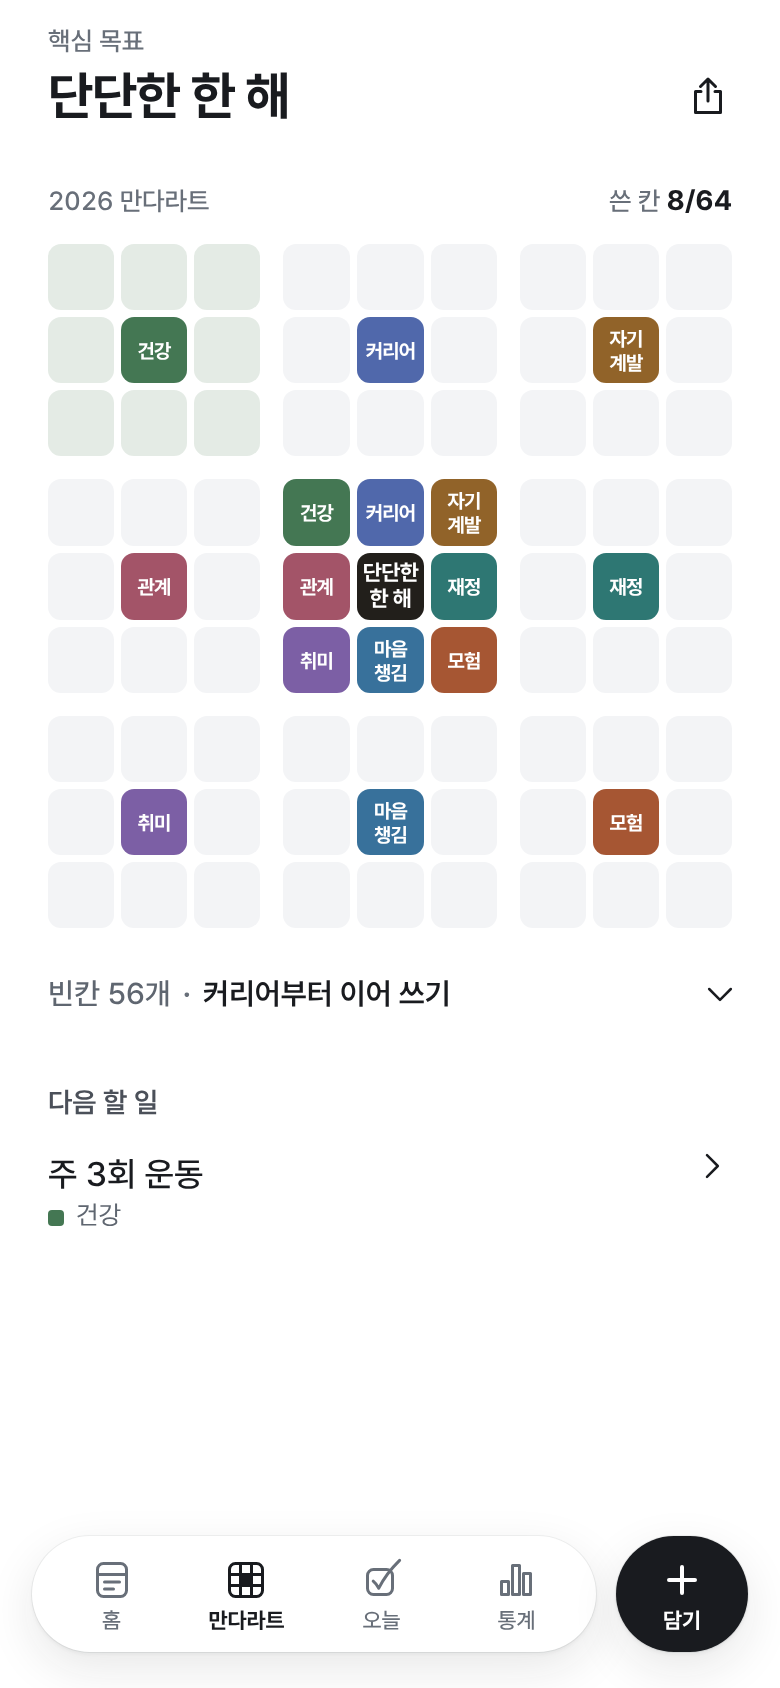 핵심 목표
단단한 한 해
2026 만다라트
쓴 칸 8/64
건강
커리어
자기
계발
건강
커리어
자기
계발
관계
관계
단단한
한 해
재정
재정
취미
마음
챙김
모험
취미
마음
챙김
모험
빈칸 56개 · 커리어부터 이어 쓰기
다음 할 일
주 3회 운동
건강
홈
만다라트
오늘
통계
담기